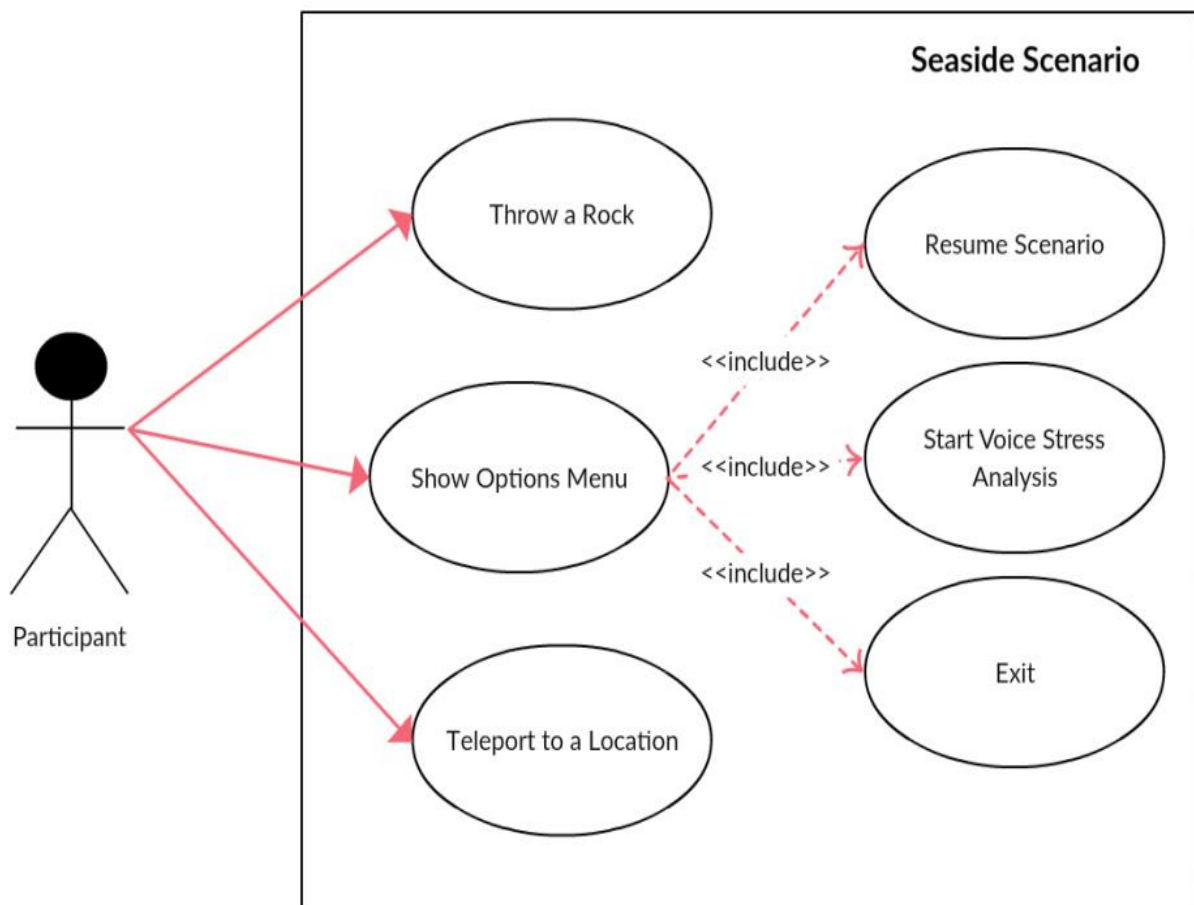 Seaside Scenario
Throw a Rock
Resume Scenario
<<include>>
Start Voice Stress
Analysis
<<include>>
Show Options Menu
<<include>>
Participant
Exit
Teleport to a Location